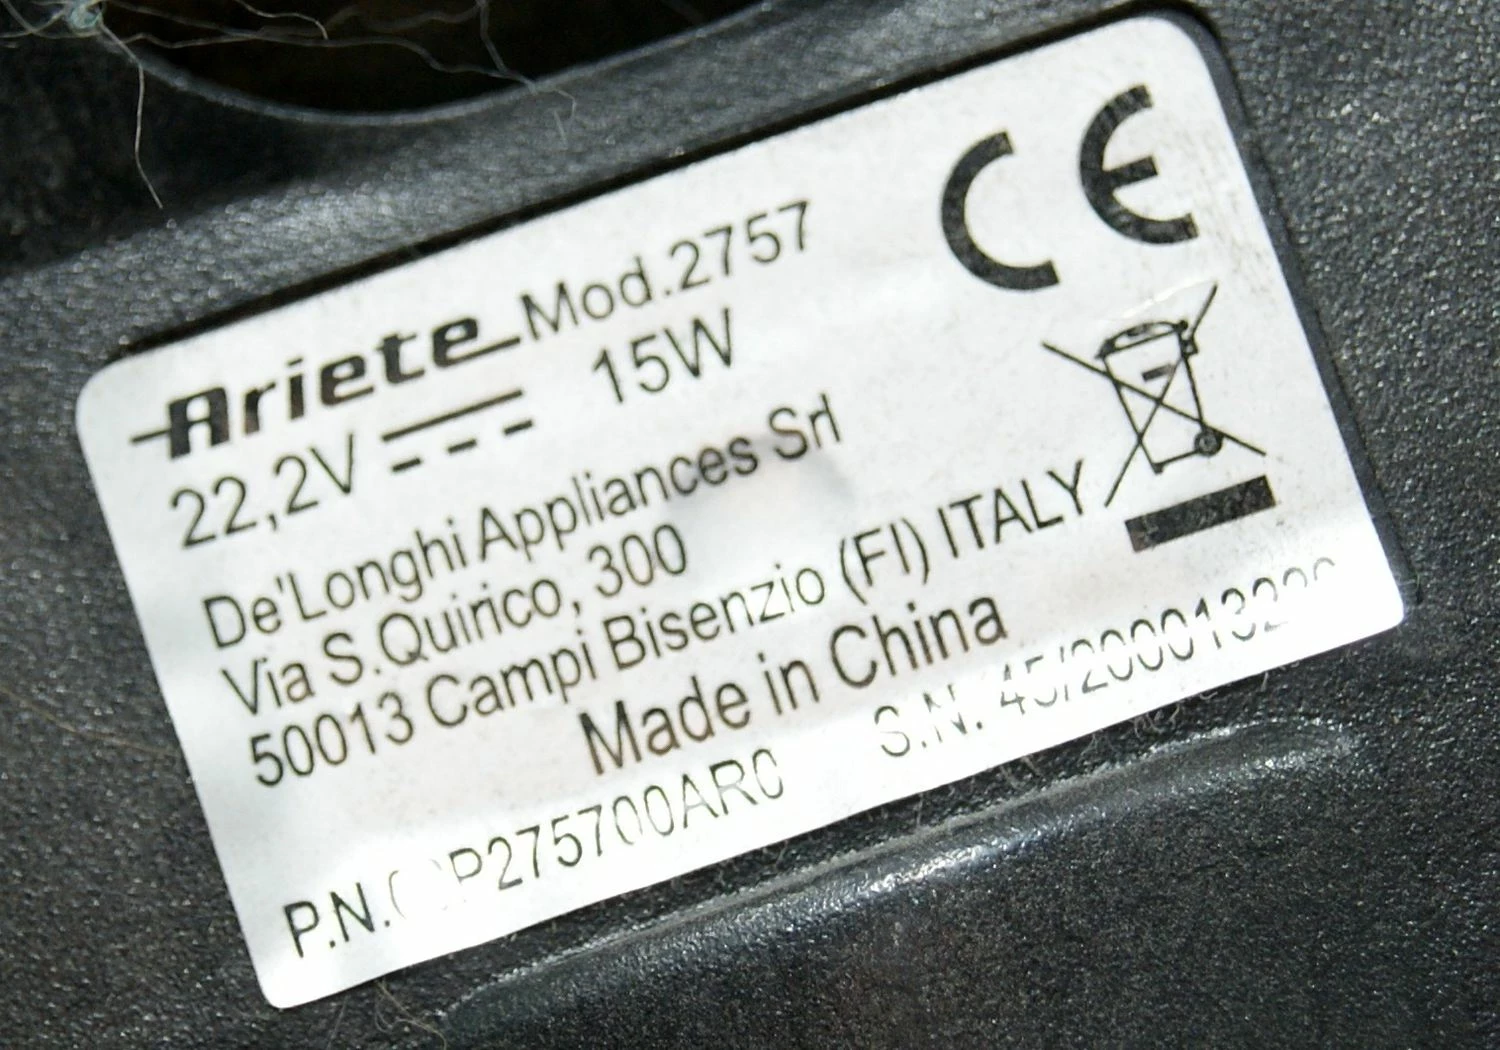 Ariete Mod.2757
22,2V 15W
De'Longhi Appliances Srl
Via S.Quirico, 300
50013 Campi Bisenzio (FI) ITALY
Made in China
P.N. S.N.
CE